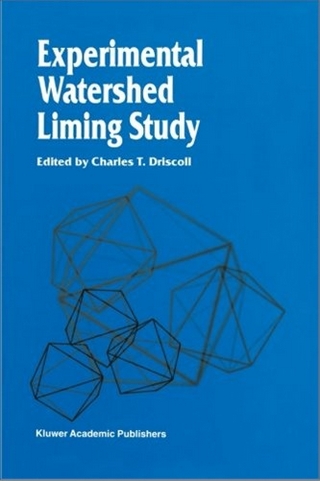 Experimental
Watershed
Liming Study
Edited by Charles T. Driscoll
Kluwer Academic Publishers